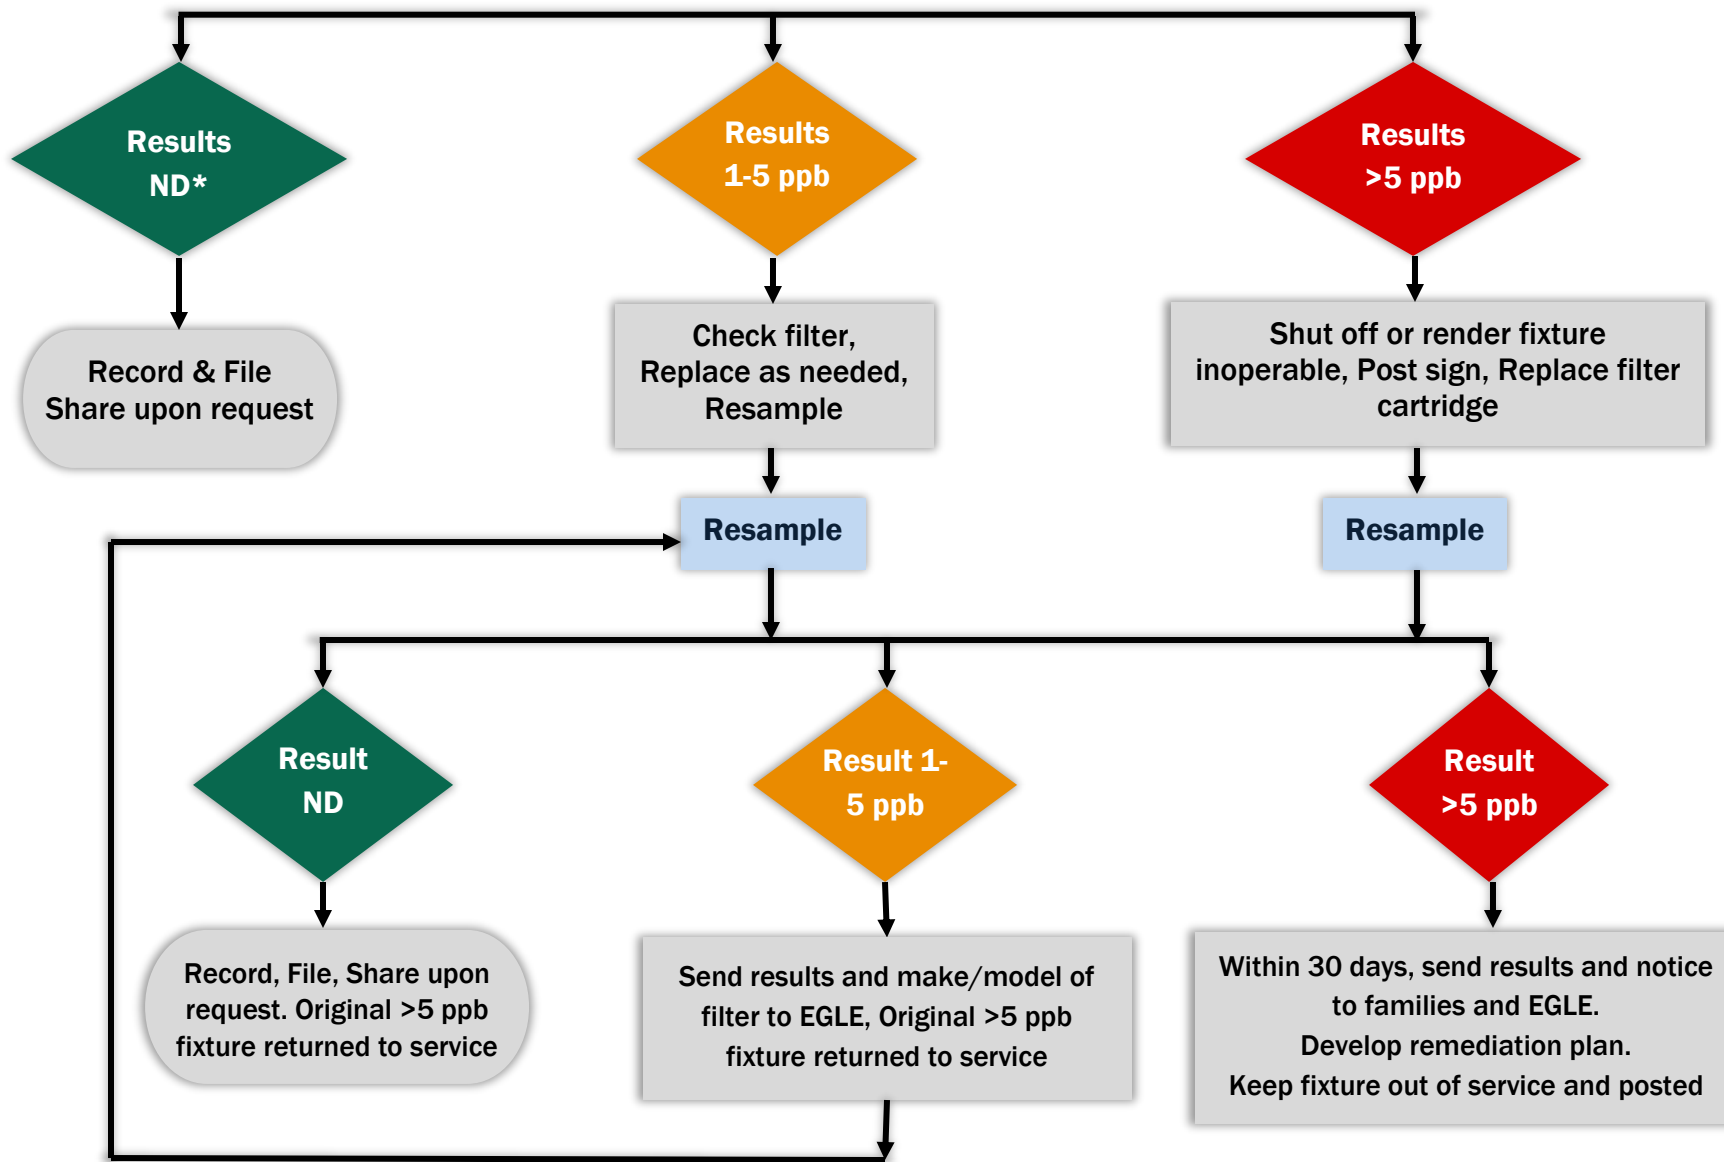 Results
ND*
Results
1-5 ppb
Results
>5 ppb
Record & File
Share upon request
Check filter,
Replace as needed,
Resample
Shut off or render fixture
inoperable, Post sign, Replace filter
cartridge
Resample
Resample
Result
ND
Result 1-
5 ppb
Result
>5 ppb
Record, File, Share upon
request. Original >5 ppb
fixture returned to service
Send results and make/model of
filter to EGLE, Original >5 ppb
fixture returned to service
Within 30 days, send results and notice
to families and EGLE.
Develop remediation plan.
Keep fixture out of service and posted